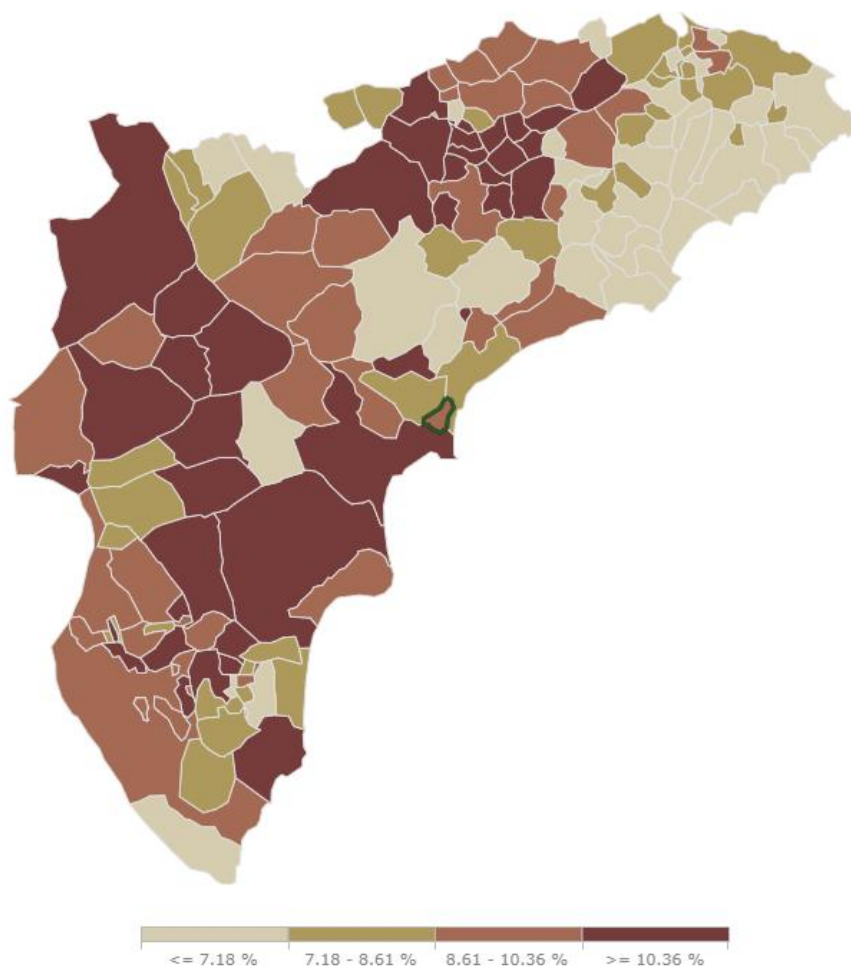 <= 7.18 % 7.18 - 8.61 % 8.61 - 10.36 % >= 10.36 %